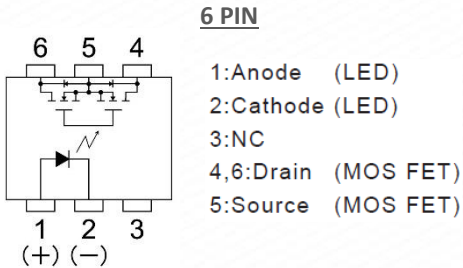 6 PIN
6 5 4
1:Anode (LED)
2:Cathode (LED)
3:NC
4,6:Drain (MOS FET)
5:Source (MOS FET)
1 2 3
(+) (−)